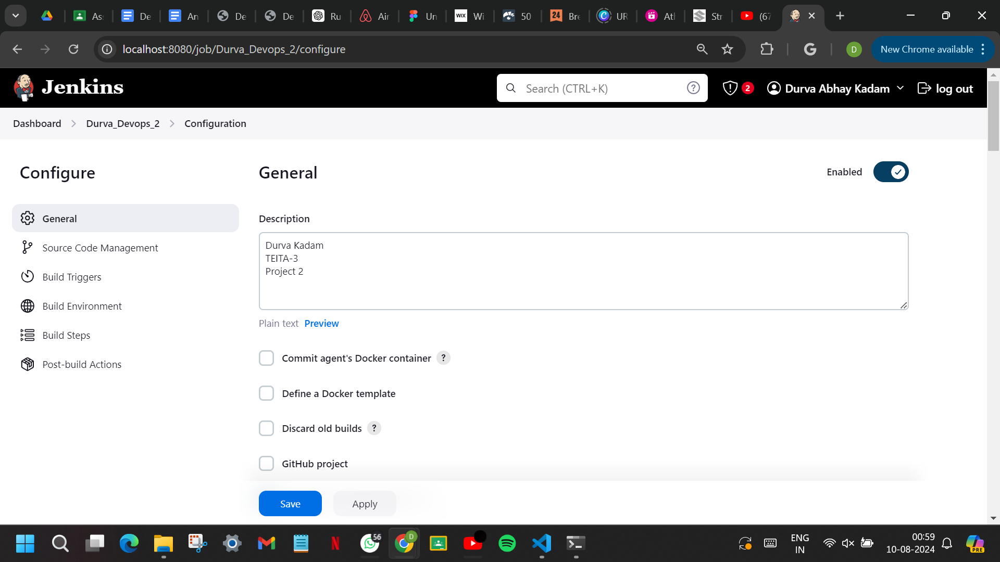 As
De
An
De
De
Ru
Air
Un
WIX
Wi
50
24
Bre
C
UR
Atl
Str
(67
localhost:8080/job/Durva_Devops_2/configure
G
D
New Chrome available
Jenkins
Search (CTRL+K)
?
2
Durva Abhay Kadam
log out
Dashboard
Durva_Devops_2
Configuration
Configure
General
Source Code Management
Build Triggers
Build Environment
Build Steps
Post-build Actions
General
Enabled
Description
Durva Kadam
TEITA-3
Project 2
Plain text Preview
Commit agent's Docker container ?
Define a Docker template
Discard old builds ?
GitHub project
Save
Apply
N
56
D
ENG
IN
00:59
10-08-2024
PRE